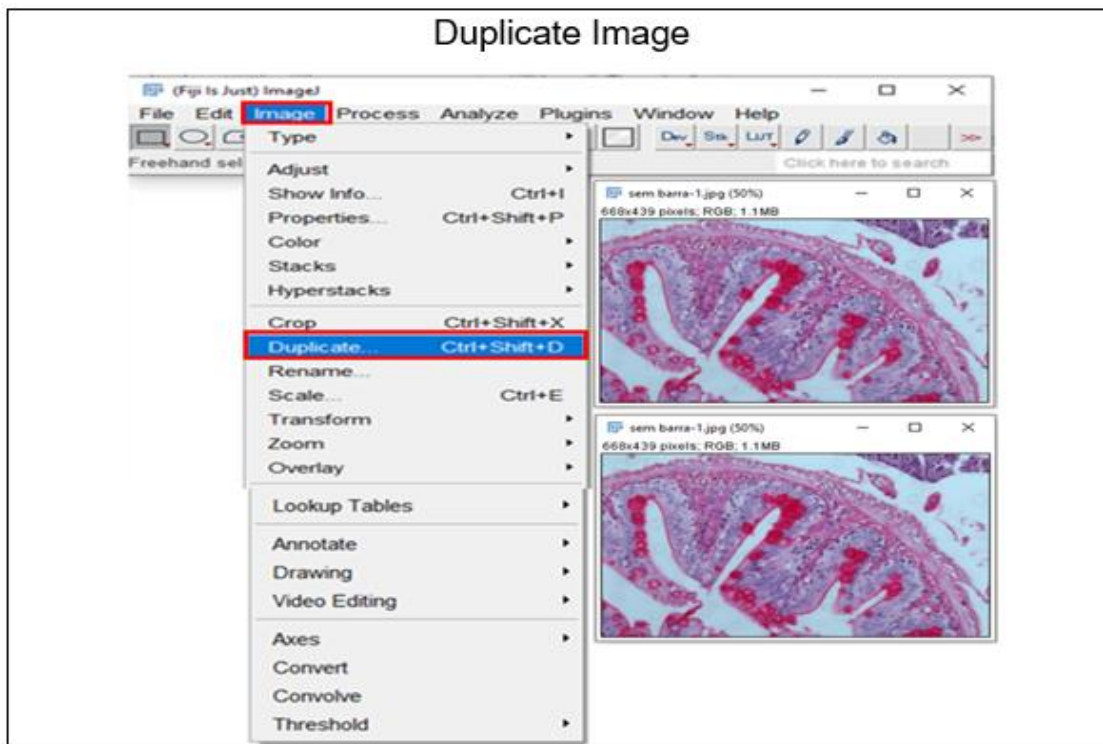 Duplicate Image
(Fiji Is Just) ImageJ
File Edit Image Process Analyze Plugins Window Help
Dev Stk LUT >>
Freehand sel
Click here to search
Type
Adjust
Show Info... Ctrl+I
Properties... Ctrl+Shift+P
Color
Stacks
Hyperstacks
Crop Ctrl+Shift+X
Duplicate... Ctrl+Shift+D
Rename...
Scale... Ctrl+E
Transform
Zoom
Overlay
Lookup Tables
Annotate
Drawing
Video Editing
Axes
Convert
Convolve
Threshold
sem barra-1.jpg (50%)
668x439 pixels; RGB; 1.1MB
sem barra-1.jpg (50%)
668x439 pixels; RGB; 1.1MB